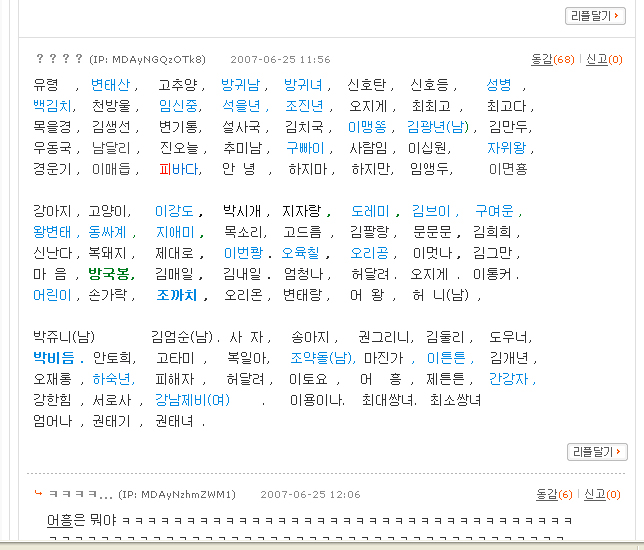 리플달기
? ? ? ? (IP: MDAyNGQzOTk8) 2007-06-25 11:56 동감(68) | 신고(0)
유령 , 변태산 , 고추양 , 방귀남 , 방귀녀 , 신호탄 , 신호등 , 성병 ,
백김치, 천방울 , 임신중 , 석을년 , 조진년 , 오지게 , 최최고 , 최고다 ,
목을경 , 김생선 , 변기통, 설사국 , 김치국 , 이맹뭉 , 김광년(남) , 김만두,
우동국 , 남달리 , 진오늘 , 추미남 , 구빠이 , 사람임 , 이십원, 자위왕 ,
경운기 , 이매듭 , 피바다, 안 녕 , 하지마 , 하지만, 임앵두, 이면홍
강아지 , 고양이, 이강도 , 박시개 , 지자랑 , 도레미 , 김브이 , 구여운 ,
왕변태 , 동싸게 , 지애미 , 목소리, 고드름 , 김팔랑 , 문문문 , 김희희 ,
신난다 , 복돼지 , 제대로 , 이번짱 . 오육칠 , 오리공 , 이멋나 , 김그만 ,
마 음 , 방국봉, 김매일 , 김내일 . 엄청나 , 허달려 . 오지게 . 이통커 .
어린이 , 손가락 , 조까치 , 오리온 , 변태랑 , 어 왕 , 허 니(남) ,
박쥬니(남) 김엄순(남) . 사 자 , 송아지 , 권그리니, 김둘리 , 도우너,
박비듬 . 안토희, 고타미 , 복일아, 조약돌(남), 마진가 , 이튼튼 , 김개년 ,
오재롱 , 하숙년, 피해자 , 허달려 , 이토요 , 어 흥 , 제튼튼 , 간강자 ,
강한힘 , 서로사 , 강남제비(여) . 이용이나. 최대쌍녀. 최소쌍녀
엄어나 , 권태기 , 권태녀 .
리플달기
ㅋㅋㅋㅋ... (IP: MDAyNzhmZWM1) 2007-06-25 12:06 동감(6) | 신고(0)
어흥은 뭐야 ㅋㅋㅋㅋㅋㅋㅋㅋㅋㅋㅋㅋㅋㅋㅋㅋㅋㅋㅋㅋㅋㅋㅋㅋㅋㅋㅋㅋ